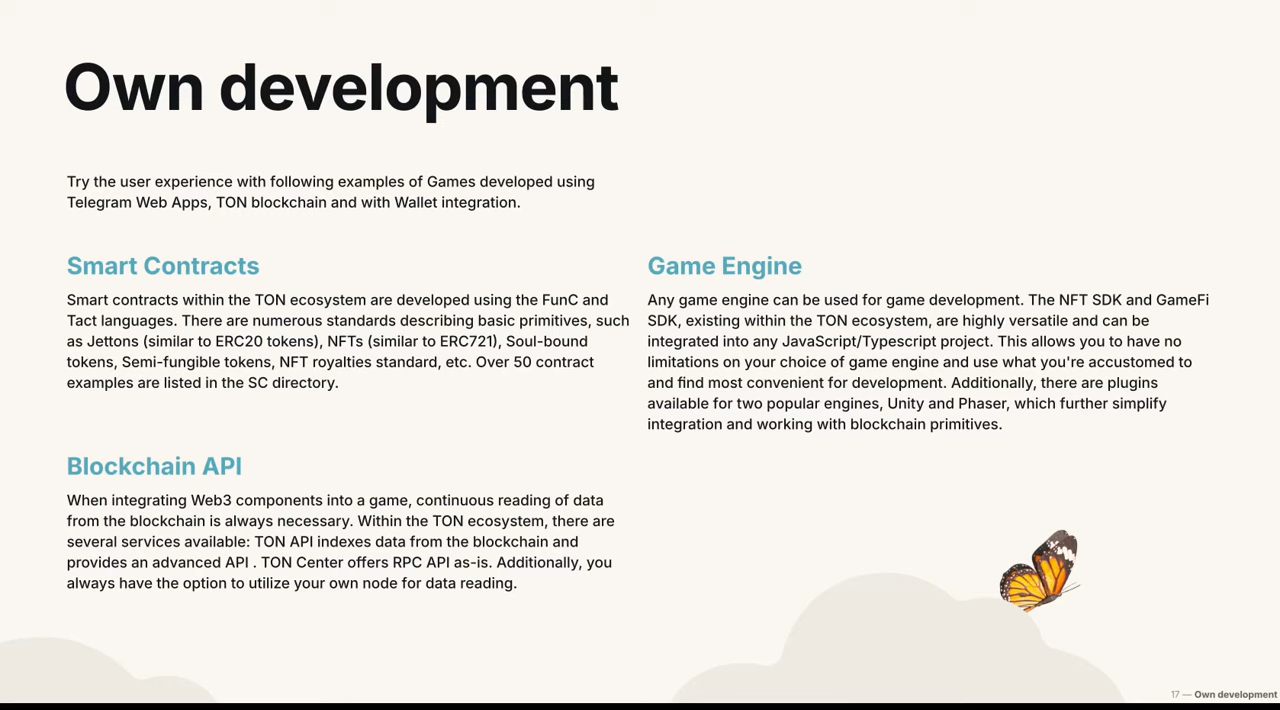 Own development
Try the user experience with following examples of Games developed using
Telegram Web Apps, TON blockchain and with Wallet integration.
Smart Contracts
Smart contracts within the TON ecosystem are developed using the FunC and
Tact languages. There are numerous standards describing basic primitives, such
as Jettons (similar to ERC20 tokens), NFTs (similar to ERC721), Soul-bound
tokens, Semi-fungible tokens, NFT royalties standard, etc. Over 50 contract
examples are listed in the SC directory.
Blockchain API
When integrating Web3 components into a game, continuous reading of data
from the blockchain is always necessary. Within the TON ecosystem, there are
several services available: TON API indexes data from the blockchain and
provides an advanced API . TON Center offers RPC API as-is. Additionally, you
always have the option to utilize your own node for data reading.
Game Engine
Any game engine can be used for game development. The NFT SDK and GameFi
SDK, existing within the TON ecosystem, are highly versatile and can be
integrated into any JavaScript/Typescript project. This allows you to have no
limitations on your choice of game engine and use what you're accustomed to
and find most convenient for development. Additionally, there are plugins
available for two popular engines, Unity and Phaser, which further simplify
integration and working with blockchain primitives.
17 — Own development